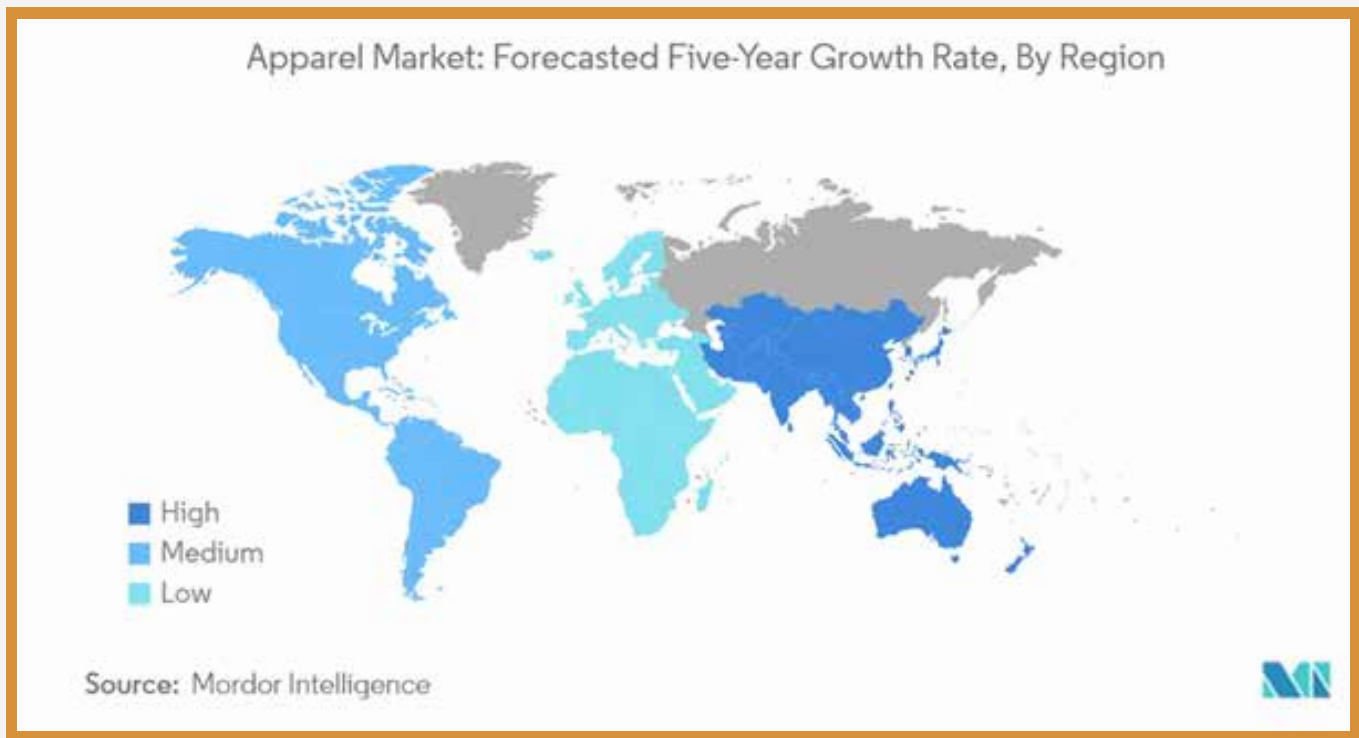 Apparel Market: Forecasted Five-Year Growth Rate, By Region
High
Medium
Low
Source: Mordor Intelligence